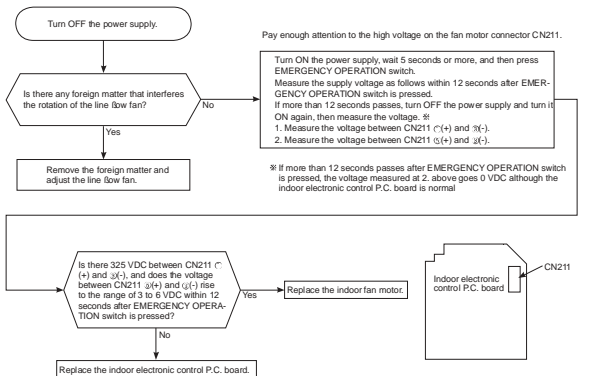 Turn OFF the power supply.
Pay enough attention to the high voltage on the fan motor connector CN211.
Is there any foreign matter that interferes
the rotation of the line flow fan?
No
Yes
Remove the foreign matter and
adjust the line flow fan.
Turn ON the power supply, wait 5 seconds or more, and then press
EMERGENCY OPERATION switch.
Measure the supply voltage as follows within 12 seconds after EMER-
GENCY OPERATION switch is pressed.
If more than 12 seconds passes, turn OFF the power supply and turn it
ON again, then measure the voltage. ※
1. Measure the voltage between CN211 (+) and (-).
2. Measure the voltage between CN211 (+) and (-).
※ If more than 12 seconds passes after EMERGENCY OPERATION switch
is pressed, the voltage measured at 2. above goes 0 VDC although the
indoor electronic control P.C. board is normal
Is there 325 VDC between CN211
(+) and (-), and does the voltage
between CN211 (+) and (-) rise
to the range of 3 to 6 VDC within 12
seconds after EMERGENCY OPERA-
TION switch is pressed?
Yes
Replace the indoor fan motor.
No
Replace the indoor electronic control P.C. board.
Indoor electronic
control P.C. board
CN211